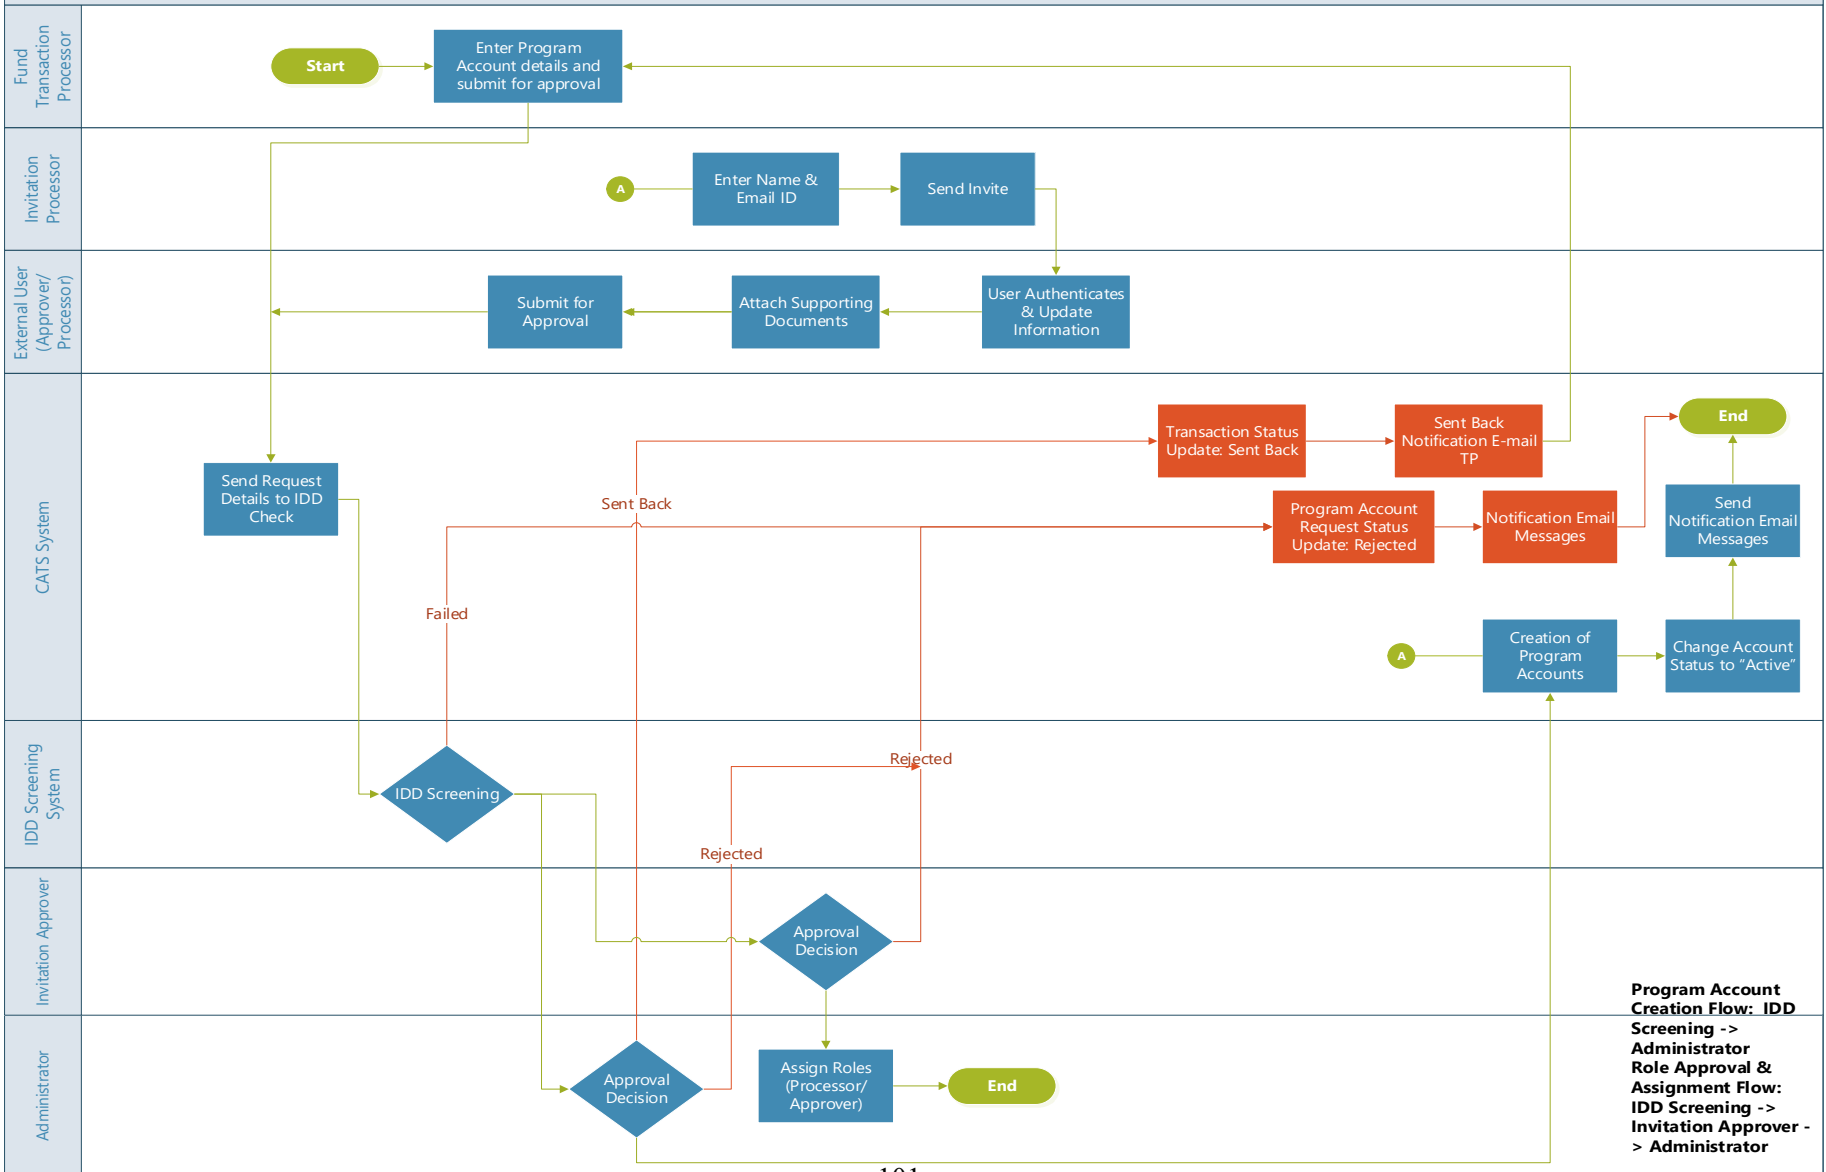 Fund
Transaction
Processor
Start
Enter Program
Account details and
submit for approval
Invitation
Processor
A
Enter Name &
Email ID
Send Invite
External User
(Approver/
Processor)
Submit for
Approval
Attach Supporting
Documents
User Authenticates
& Update
Information
CATS System
Send Request
Details to IDD
Check
Sent Back
Failed
Transaction Status
Update: Sent Back
Sent Back
Notification E-mail
TP
End
Program Account
Request Status
Update: Rejected
Notification Email
Messages
Send
Notification Email
Messages
A
Creation of
Program
Accounts
Change Account
Status to “Active”
IDD Screening
System
IDD Screening
Rejected
Rejected
Invitation Approver
Approval
Decision
Administrator
Approval
Decision
Assign Roles
(Processor/
Approver)
End
Program Account
Creation Flow:  IDD
Screening ->
Administrator
Role Approval &
Assignment Flow:
IDD Screening ->
Invitation Approver -
> Administrator